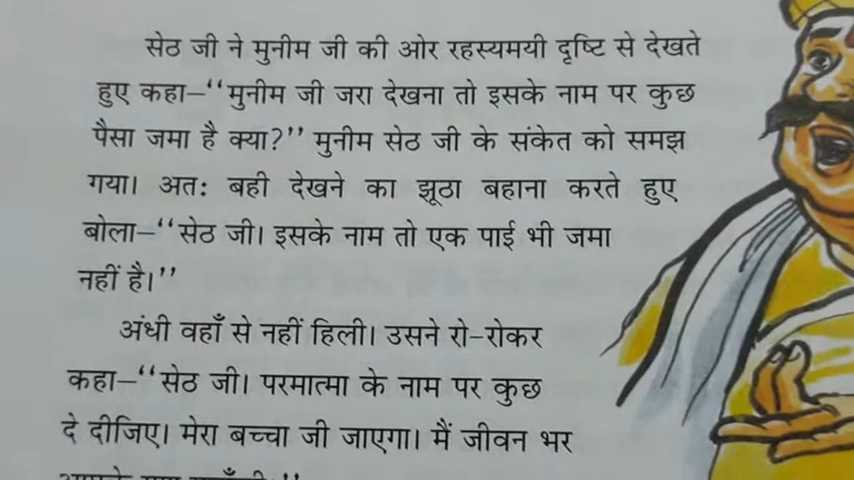 सेठ जी ने मुनीम जी की ओर रहस्यमयी दृष्टि से देखते
हुए कहा–‘‘मुनीम जी जरा देखना तो इसके नाम पर कुछ
पैसा जमा है क्या?’’ मुनीम सेठ जी के संकेत को समझ
गया। अतः बही देखने का झूठा बहाना करते हुए
बोला–‘‘सेठ जी। इसके नाम तो एक पाई भी जमा
नहीं है।’’
अंधी वहाँ से नहीं हिली। उसने रो-रोकर
कहा–‘‘सेठ जी। परमात्मा के नाम पर कुछ
दे दीजिए। मेरा बच्चा जी जाएगा। मैं जीवन भर